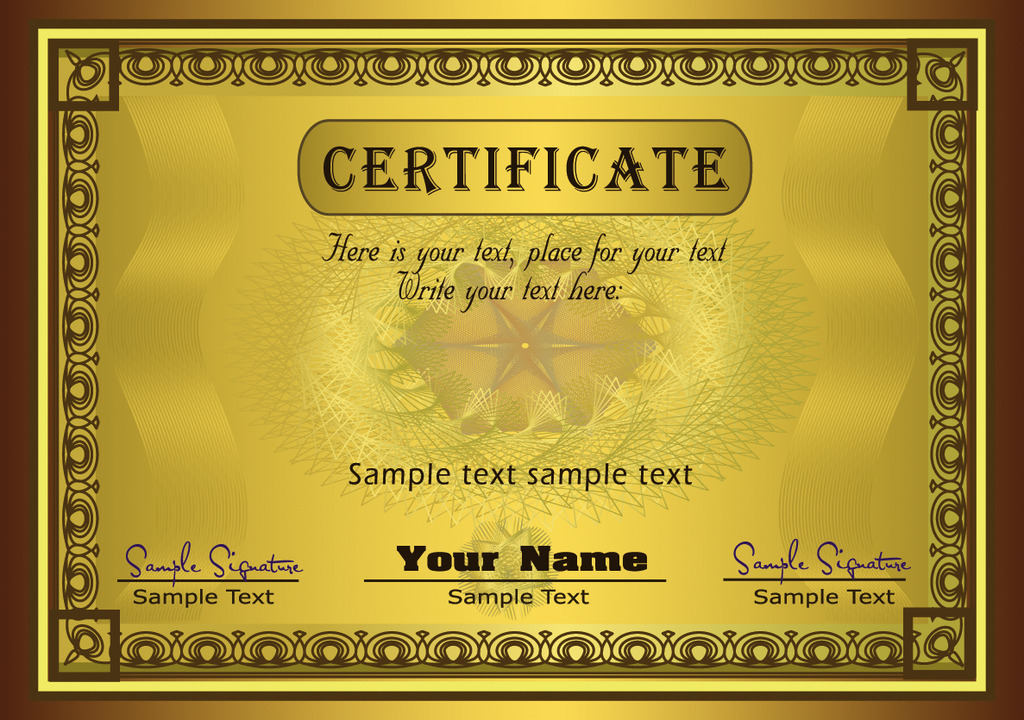 CERTIFICATE
Here is your text, place for your text
Write your text here:
Sample text sample text
Sample Signature
Your Name
Sample Signature
Sample Text
Sample Text
Sample Text